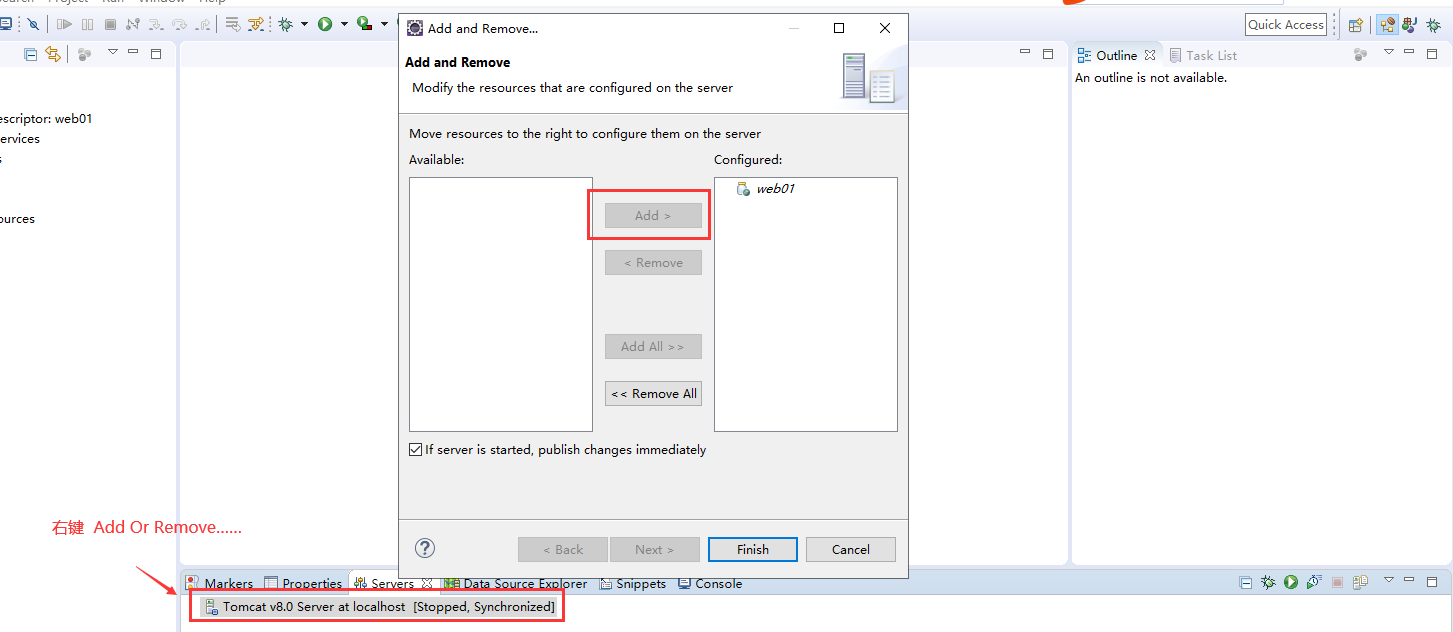 Project Run Window Help
Quick Access
Add and Remove...
Add and Remove
Modify the resources that are configured on the server
Move resources to the right to configure them on the server
Available:
Configured:
web01
Add >
< Remove
Add All >>
<< Remove All
If server is started, publish changes immediately
< Back
Next >
Finish
Cancel
escriptor: web01
ervices
s
ources
Outline
Task List
An outline is not available.
右键 Add Or Remove......
Markers
Properties
Servers
Data Source Explorer
Snippets
Console
Tomcat v8.0 Server at localhost [Stopped, Synchronized]